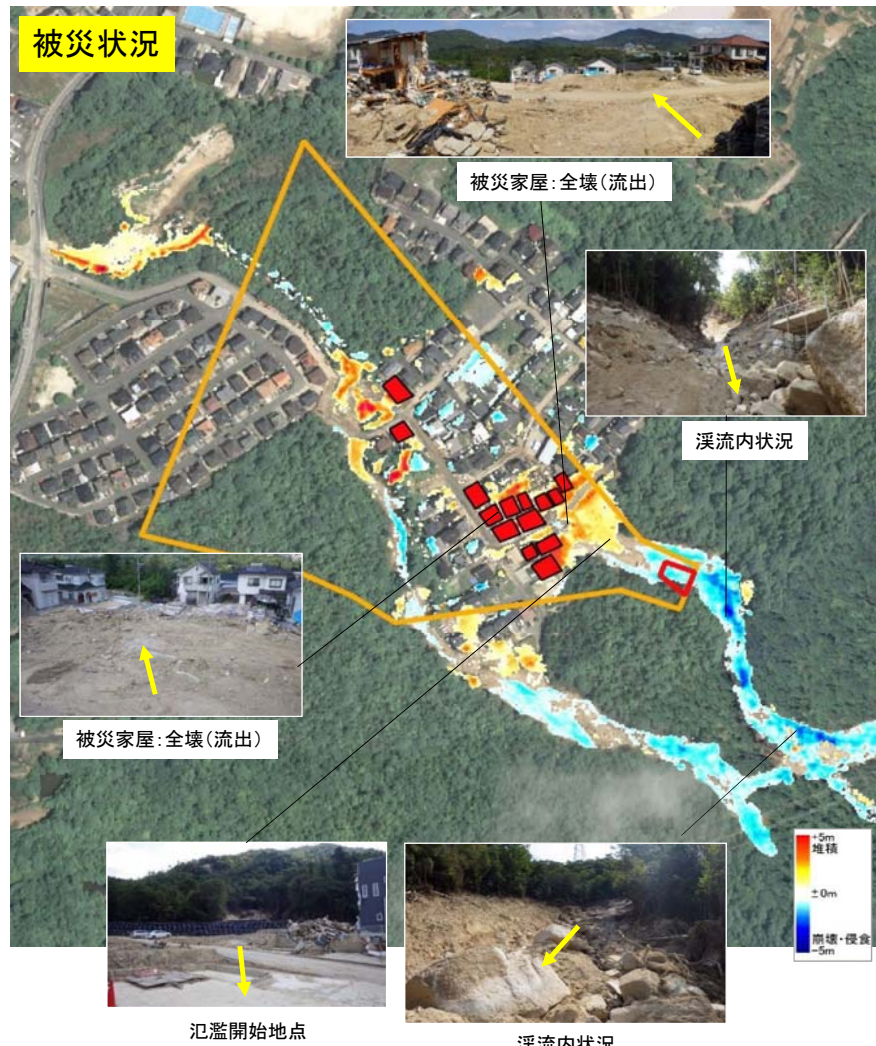 被災状況
被災家屋:全壊(流出)
渓流内状況
被災家屋:全壊(流出)
+5m
堆積
±0m
崩壊・侵食
-5m
氾濫開始地点
渓流内状況